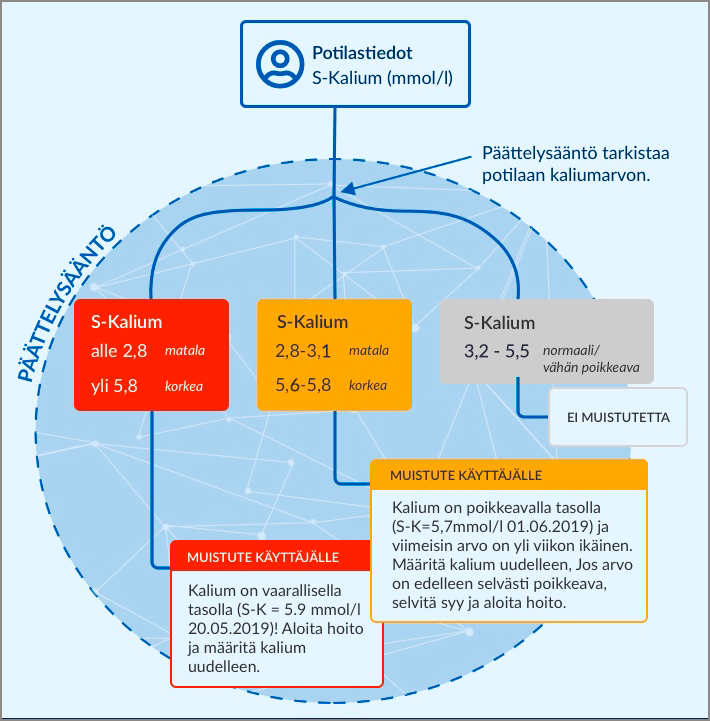 Potilastiedot
S-Kalium (mmol/l)
Päättelysääntö tarkistaa
potilaan kaliumarvon.
PÄÄTTELYSÄÄNTÖ
S-Kalium
alle 2,8 matala
yli 5,8 korkea
S-Kalium
2,8-3,1 matala
5,6-5,8 korkea
S-Kalium
3,2 - 5,5 normaali/
vähän poikkeava
EI MUISTUTETTA
MUISTUTE KÄYTTÄJÄLLE
Kalium on poikkeavalla tasolla
(S-K=5,7mmol/l 01.06.2019) ja
viimeisin arvo on yli viikon ikäinen.
Määritä kalium uudelleen, Jos arvo
on edelleen selvästi poikkeava,
selvitä syy ja aloita hoito.
MUISTUTE KÄYTTÄJÄLLE
Kalium on vaarallisella
tasolla (S-K = 5.9 mmol/l
20.05.2019)! Aloita hoito
ja määritä kalium
uudelleen.